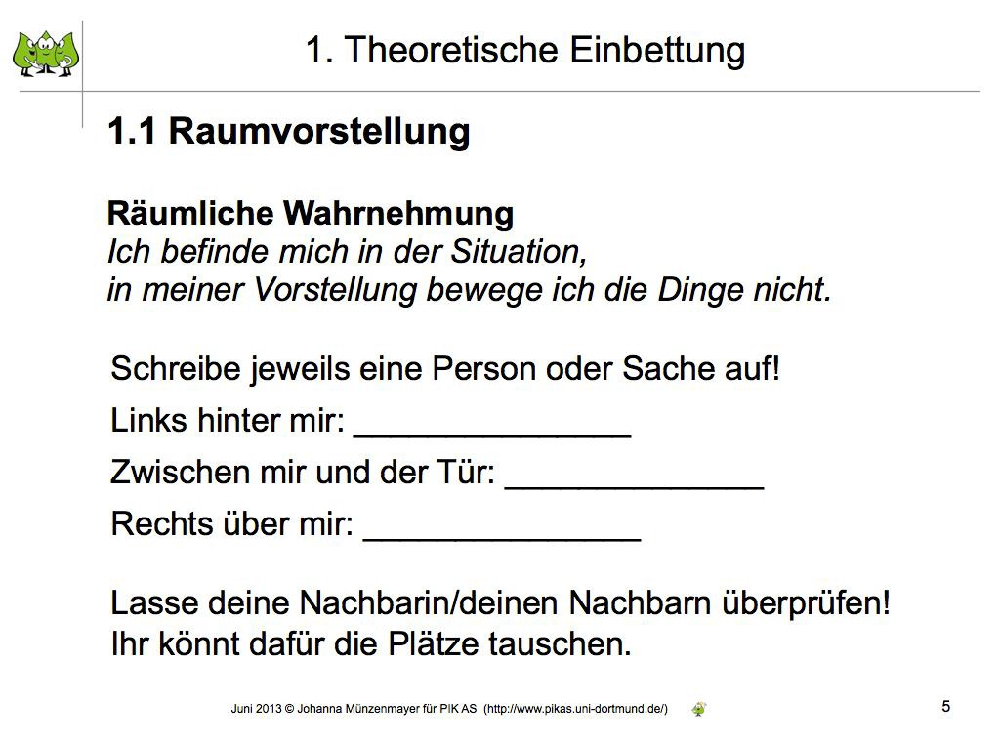 1. Theoretische Einbettung
1.1 Raumvorstellung
Räumliche Wahrnehmung
Ich befinde mich in der Situation,
in meiner Vorstellung bewege ich die Dinge nicht.
Schreibe jeweils eine Person oder Sache auf!
Links hinter mir: _______________
Zwischen mir und der Tür: ______________
Rechts über mir: _______________
Lasse deine Nachbarin/deinen Nachbarn überprüfen!
Ihr könnt dafür die Plätze tauschen.
Juni 2013 © Johanna Münzenmayer für PIK AS (http://www.pikas.uni-dortmund.de/)
5